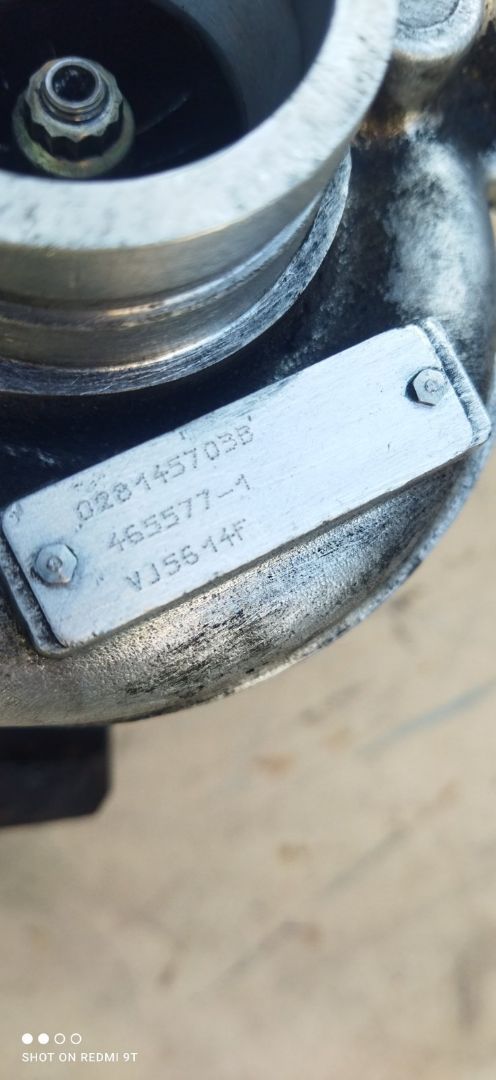 028145703B
465577-1
VJ5614F
SHOT ON REDMI 9T